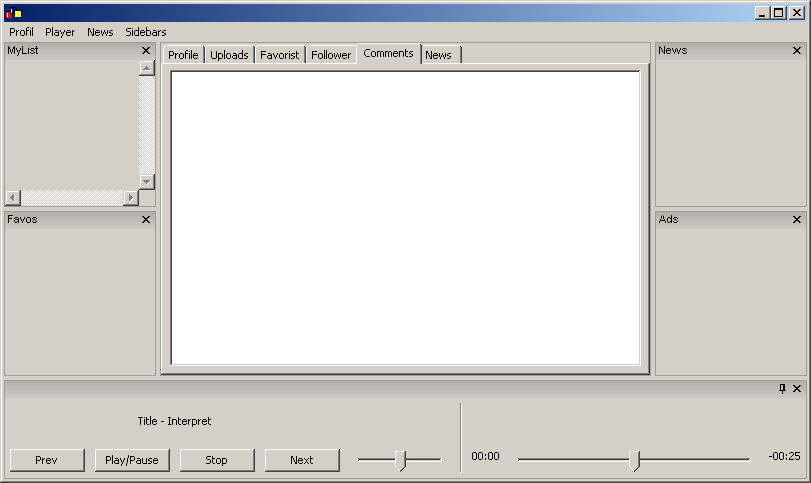 Profil Player News Sidebars
MyList
Profile Uploads Favorist Follower Comments News
News
Favos
Ads
Title - Interpret
Prev Play/Pause Stop Next
00:00 -00:25